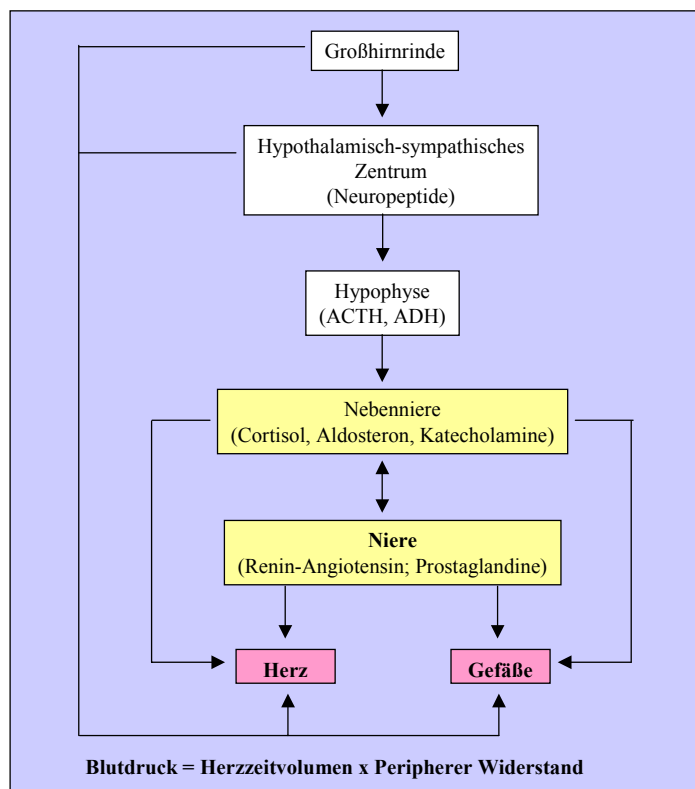 Großhirnrinde
Hypothalamisch-sympathisches
Zentrum
(Neuropeptide)
Hypophyse
(ACTH, ADH)
Nebenniere
(Cortisol, Aldosteron, Katecholamine)
Niere
(Renin-Angiotensin; Prostaglandine)
Herz
Gefäße
Blutdruck = Herzzeitvolumen x Peripherer Widerstand